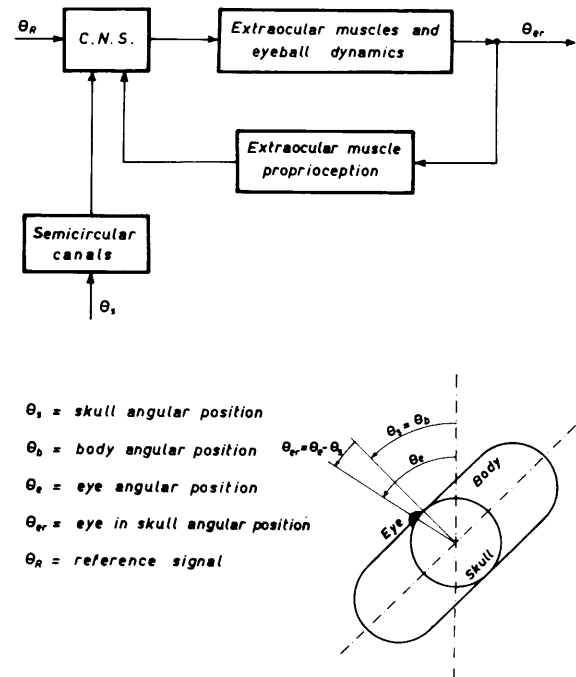 θR
C.N.S.
Extraocular muscles and
eyeball dynamics
θer
Extraocular muscle
proprioception
Semicircular
canals
θs
θs = skull angular position
θb = body angular position
θe = eye angular position
θer = eye in skull angular position
θR = reference signal
θs = θb
θer = θe - θs
θe
Body
Eye
Skull